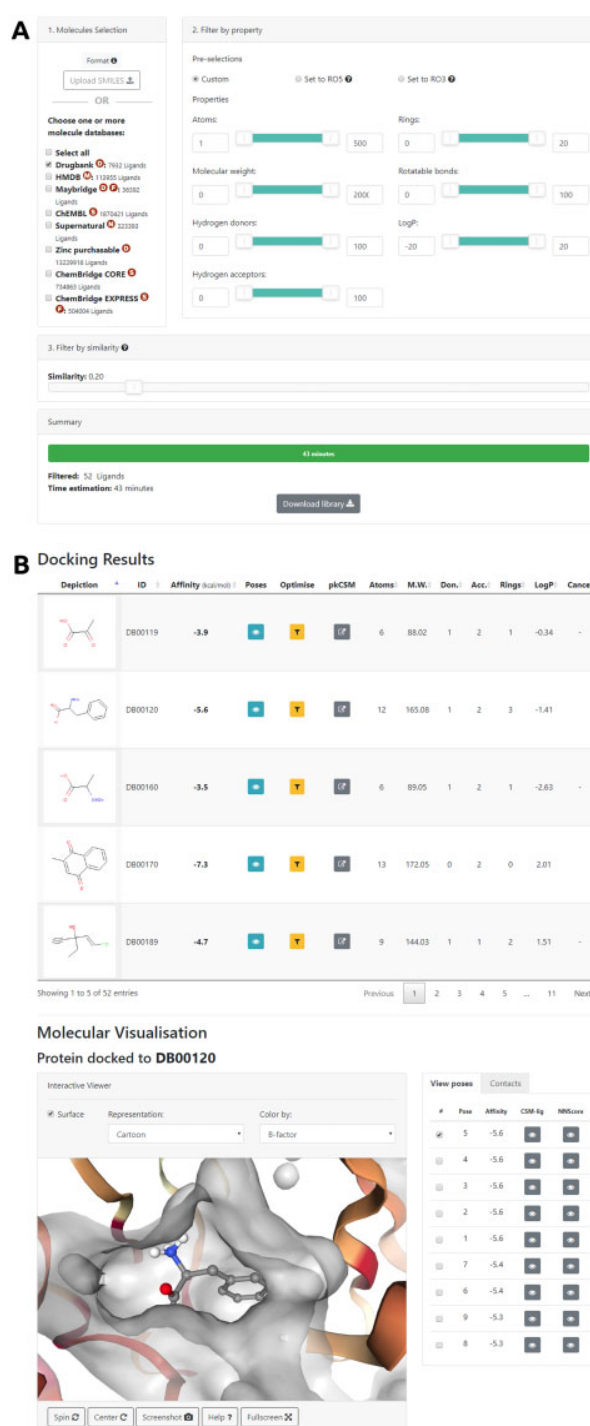 A
1. Molecules Selection
Format
Upload SMILES
OR
Choose one or more
molecule databases:
Select all
Drugbank D: 7932 Ligands
HMDB M: 113955 Ligands
Maybridge D F:
Ligands
ChEMBL S 1870421 Ligands
Supernatural N 323393
Ligands
Zinc purchasable D
13239918 Ligands
ChemBridge CORE S
734863 Ligands
ChemBridge EXPRESS S
F: 504004 Ligands
2. Filter by property
Pre-selections
Custom Set to RO5 Set to RO3
Properties
Atoms: Rings:
1 500 0 20
Molecular weight: Rotatable bonds:
0 200 0 100
Hydrogen donors: LogP:
0 100 -20 20
Hydrogen acceptors:
0 100
3. Filter by similarity
Similarity: 0.20
Summary
43 minutes
Filtered: 52 Ligands
Time estimation: 43 minutes
Download library
B Docking Results
Depiction ID Affinity (kcal/mol) Poses Optimise pkCSM Atoms M.W. Don. Acc. Rings LogP Cance
DB00119 -3.9 6 88.02 1 2 1 -0.34 -
DB00120 -5.6 12 165.08 1 2 3 -1.41
DB00160 -3.5 6 89.05 1 2 1 -2.63 -
DB00170 -7.3 13 172.05 0 2 0 2.01
DB00189 -4.7 9 144.03 1 1 2 1.51 -
Showing 1 to 5 of 52 entries Previous 1 2 3 4 5 ... 11 Next
Molecular Visualisation
Protein docked to DB00120
Interactive Viewer
Surface Representation: Color by:
Cartoon B-factor
Spin Center Screenshot Help ? Fullscreen
View poses Contacts
# Pose Affinity CSM-lig NNScore
5 -5.6
4 -5.6
3 -5.6
2 -5.6
1 -5.6
7 -5.4
6 -5.4
9 -5.3
8 -5.3